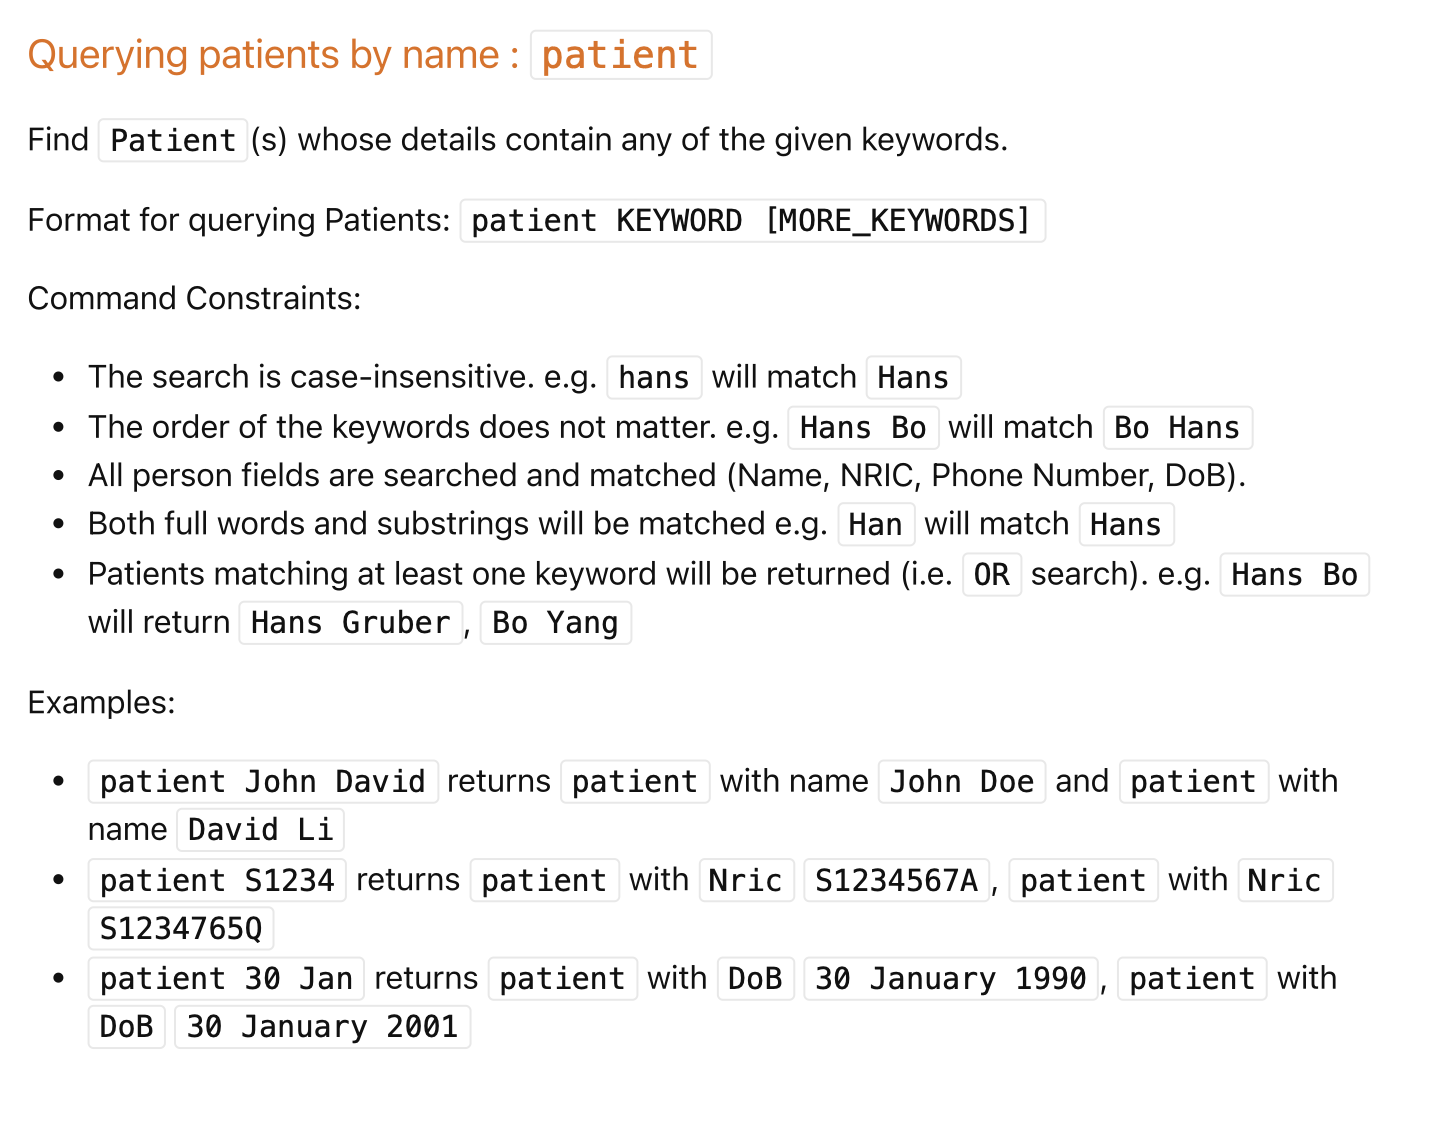 Querying patients by name : patient
Find Patient(s) whose details contain any of the given keywords.
Format for querying Patients: patient KEYWORD [MORE_KEYWORDS]
Command Constraints:
• The search is case-insensitive. e.g. hans will match Hans
• The order of the keywords does not matter. e.g. Hans Bo will match Bo Hans
• All person fields are searched and matched (Name, NRIC, Phone Number, DoB).
• Both full words and substrings will be matched e.g. Han will match Hans
• Patients matching at least one keyword will be returned (i.e. OR search). e.g. Hans Bo
will return Hans Gruber, Bo Yang
Examples:
• patient John David returns patient with name John Doe and patient with
name David Li
• patient S1234 returns patient with Nric S1234567A, patient with Nric
S1234765Q
• patient 30 Jan returns patient with DoB 30 January 1990, patient with
DoB 30 January 2001